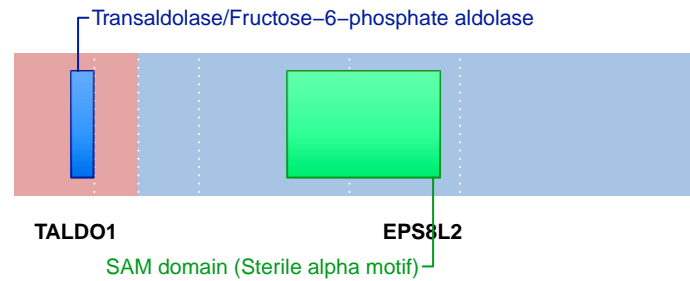 Transaldolase/Fructose−6−phosphate aldolase
TALDO1 EPS8L2
SAM domain (Sterile alpha motif)